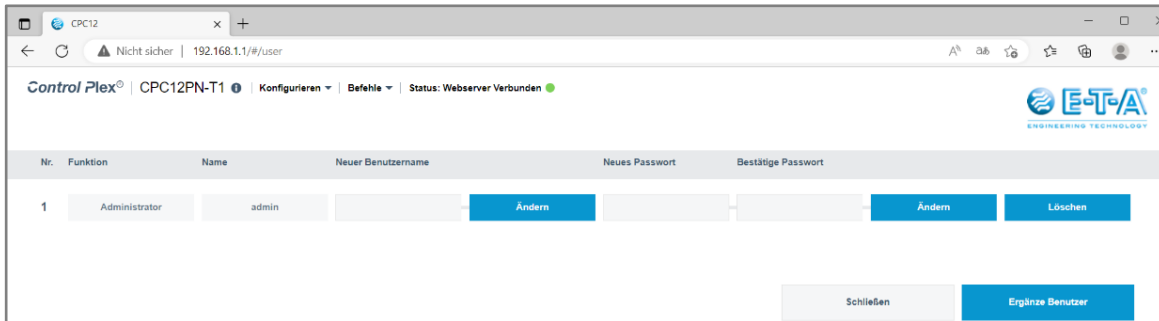 CPC12
Nicht sicher | 192.168.1.1/#/user
Control Plex® | CPC12PN-T1 | Konfigurieren | Befehle | Status: Webserver Verbunden
E-T-A®
ENGINEERING TECHNOLOGY
Nr. Funktion Name Neuer Benutzername Neues Passwort Bestätige Passwort
1 Administrator admin Ändern Ändern Löschen
Schließen Ergänze Benutzer